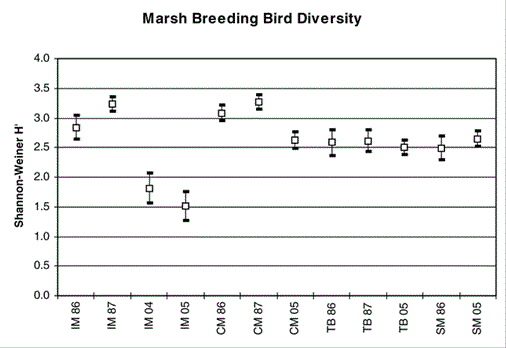 Marsh Breeding Bird Diversity
Shannon-Weiner H'
4.0
3.5
3.0
2.5
2.0
1.5
1.0
0.5
0.0
IM 86
IM 87
IM 04
IM 05
CM 86
CM 87
CM 05
TB 86
TB 87
TB 05
SM 86
SM 05